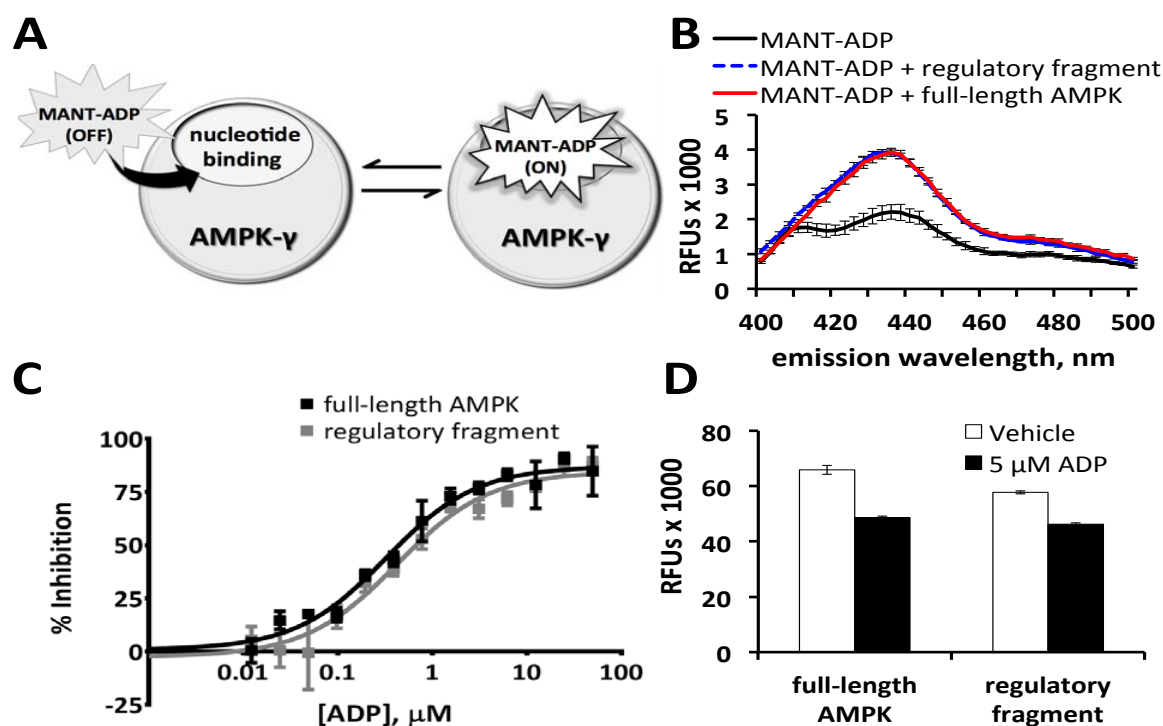 A
MANT-ADP
(OFF)
nucleotide
binding
AMPK-γ
MANT-ADP
(ON)
AMPK-γ
B
MANT-ADP
MANT-ADP + regulatory fragment
MANT-ADP + full-length AMPK
RFUs x 1000
5
4
3
2
1
0
400
420
440
460
480
500
emission wavelength, nm
C
full-length AMPK
regulatory fragment
% Inhibition
100
75
50
25
0
-25
0.01
0.1
1
10
100
[ADP], μM
D
Vehicle
5 µM ADP
RFUs x 1000
80
60
40
20
0
full-length
AMPK
regulatory
fragment